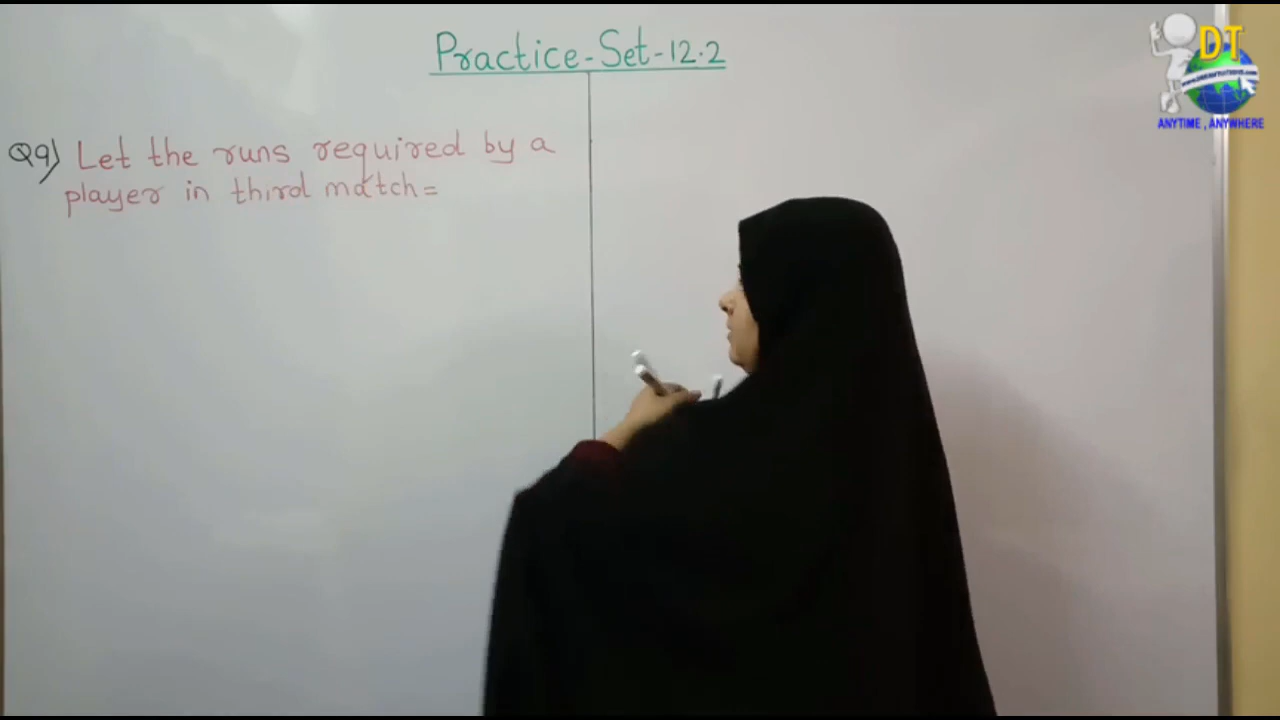 Practice-Set-12.2
Q9) Let the runs required by a
player in third match=
DT
ANYTIME, ANYWHERE